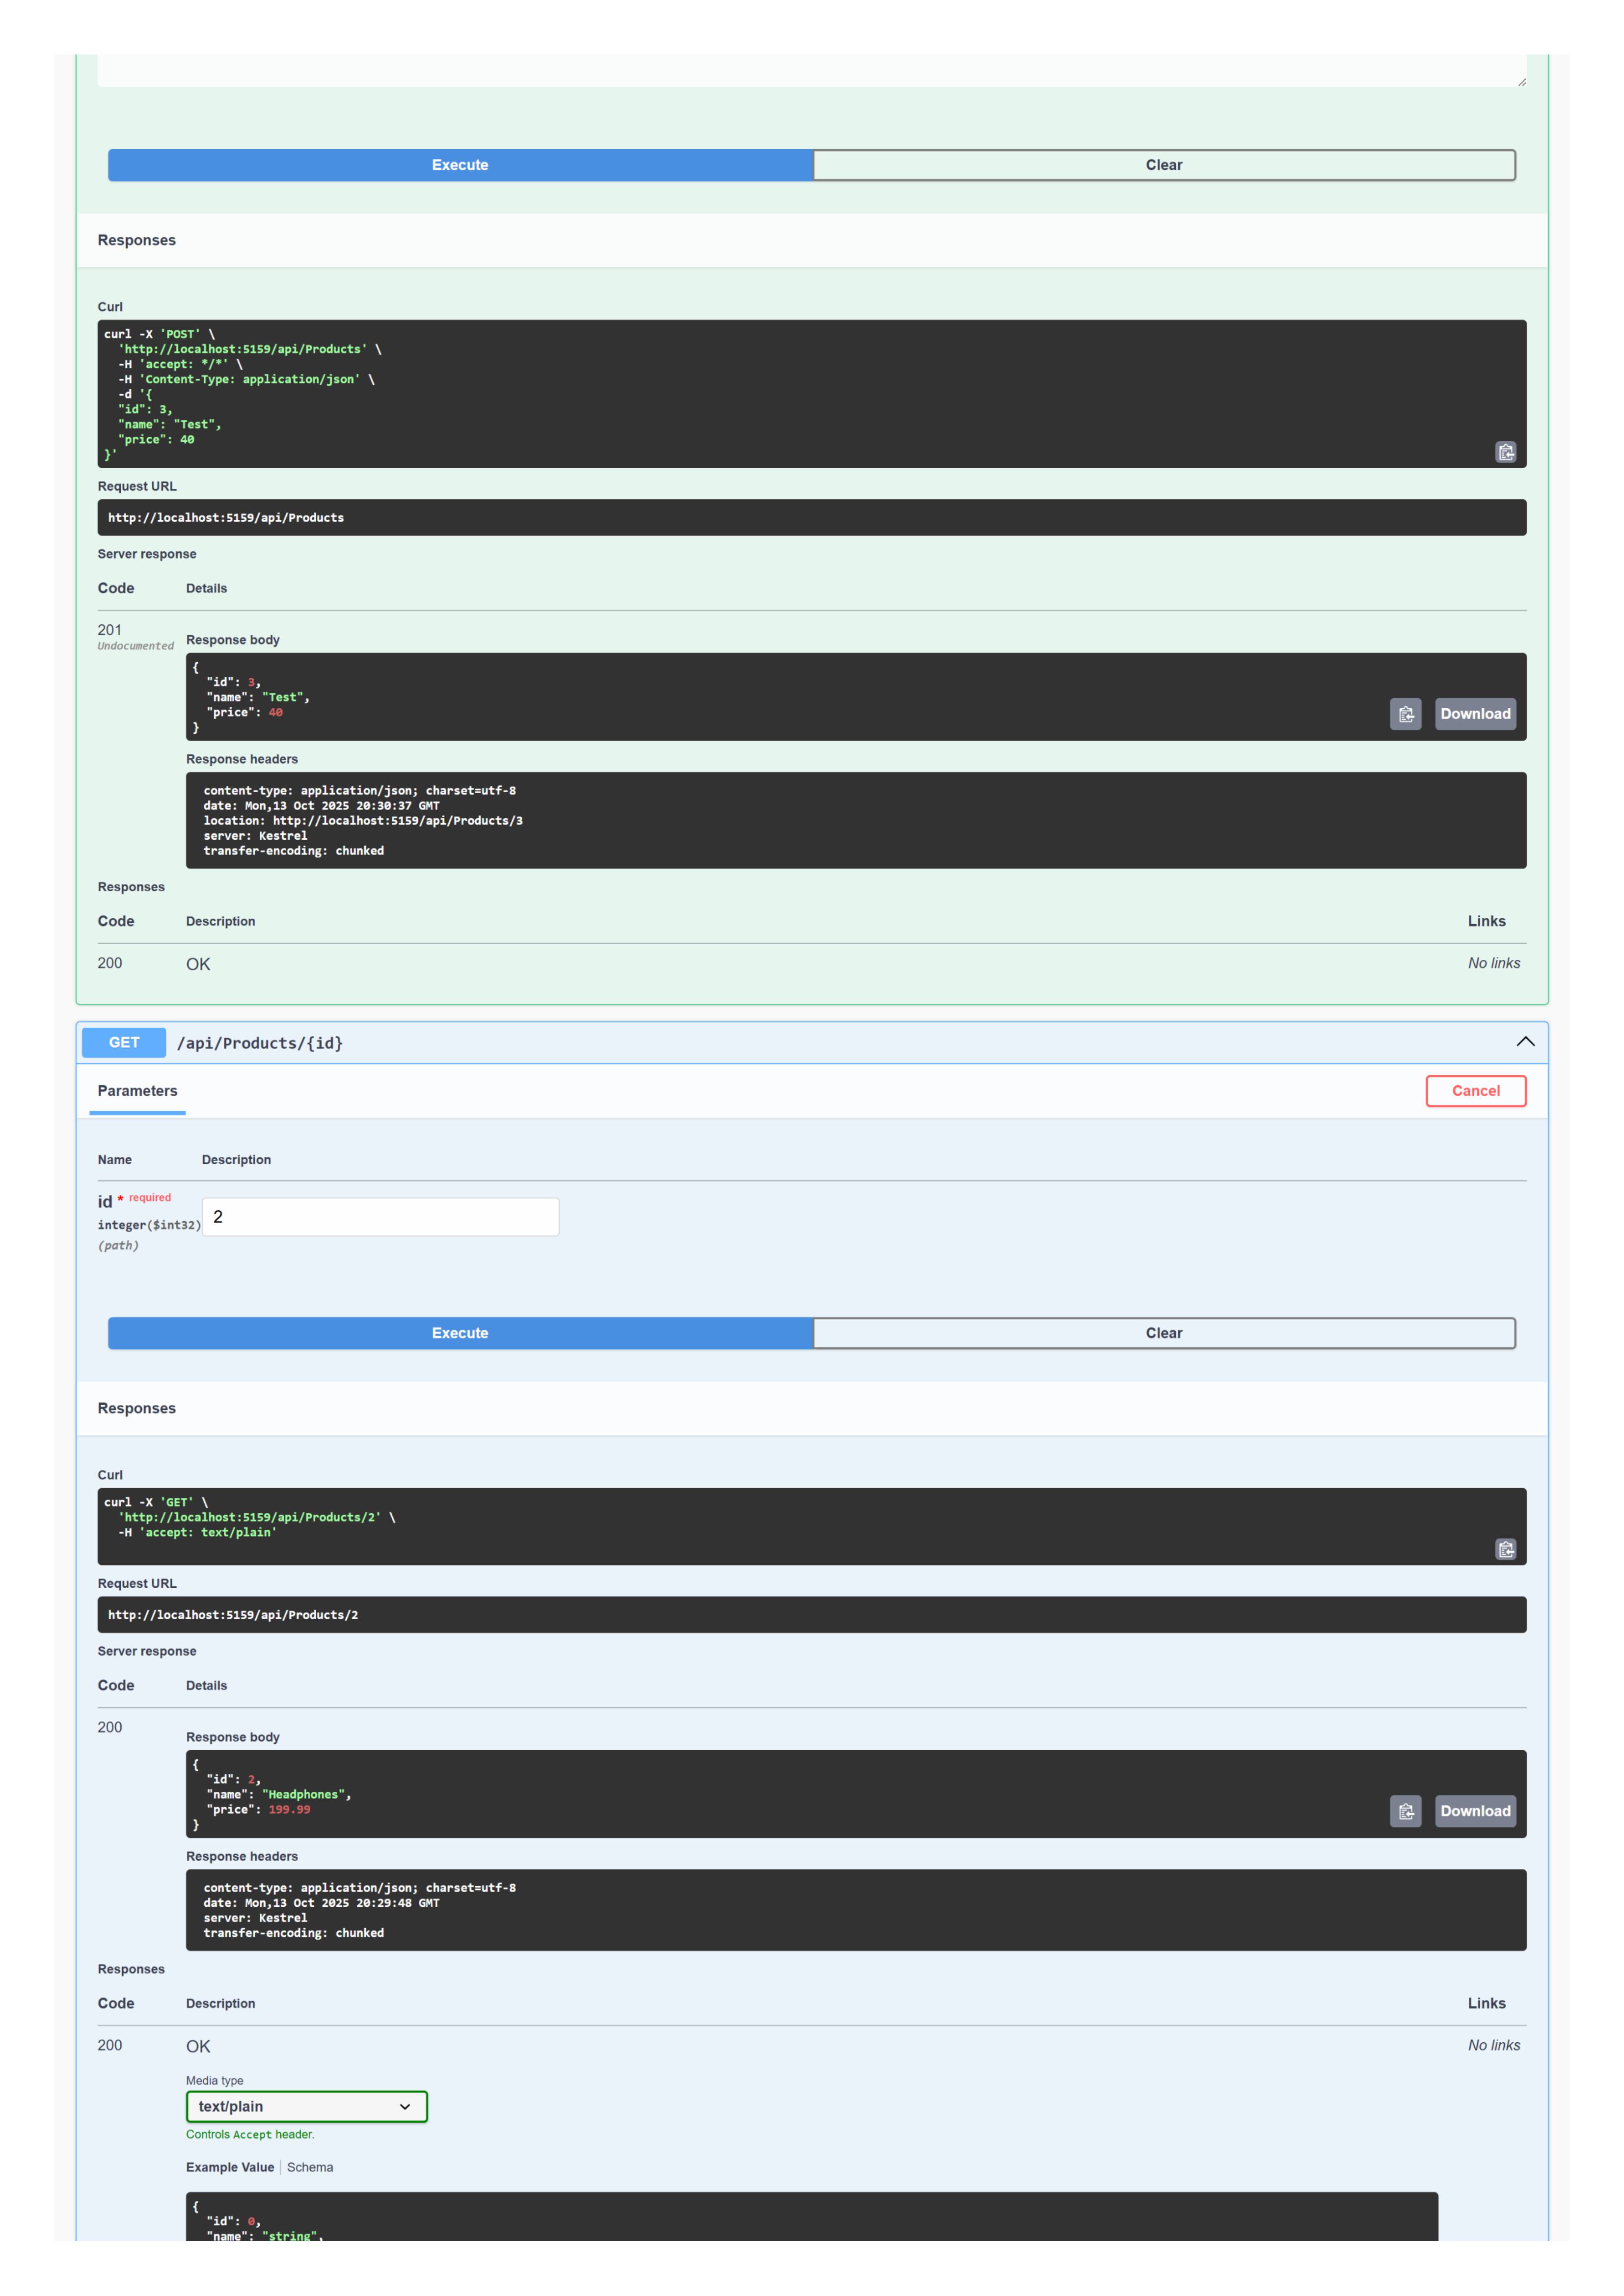 Execute
Clear
Responses
Curl
curl -X 'POST' \
  'http://localhost:5159/api/Products' \
  -H 'accept: */*' \
  -H 'Content-Type: application/json' \
  -d '{
  "id": 3,
  "name": "Test",
  "price": 40
}'
Request URL
http://localhost:5159/api/Products
Server response
Code Details
201
Undocumented
Response body
{
  "id": 3,
  "name": "Test",
  "price": 40
}
Download
Response headers
content-type: application/json; charset=utf-8
date: Mon,13 Oct 2025 20:30:37 GMT
location: http://localhost:5159/api/Products/3
server: Kestrel
transfer-encoding: chunked
Responses
Code Description Links
200 OK No links
GET /api/Products/{id}
Parameters
Cancel
Name Description
id * required
integer($int32)
(path)
2
Execute
Clear
Responses
Curl
curl -X 'GET' \
  'http://localhost:5159/api/Products/2' \
  -H 'accept: text/plain'
Request URL
http://localhost:5159/api/Products/2
Server response
Code Details
200
Response body
{
  "id": 2,
  "name": "Headphones",
  "price": 199.99
}
Download
Response headers
content-type: application/json; charset=utf-8
date: Mon,13 Oct 2025 20:29:48 GMT
server: Kestrel
transfer-encoding: chunked
Responses
Code Description Links
200 OK No links
Media type
text/plain
Controls Accept header.
Example Value Schema
{
  "id": 0,
  "name": "string",